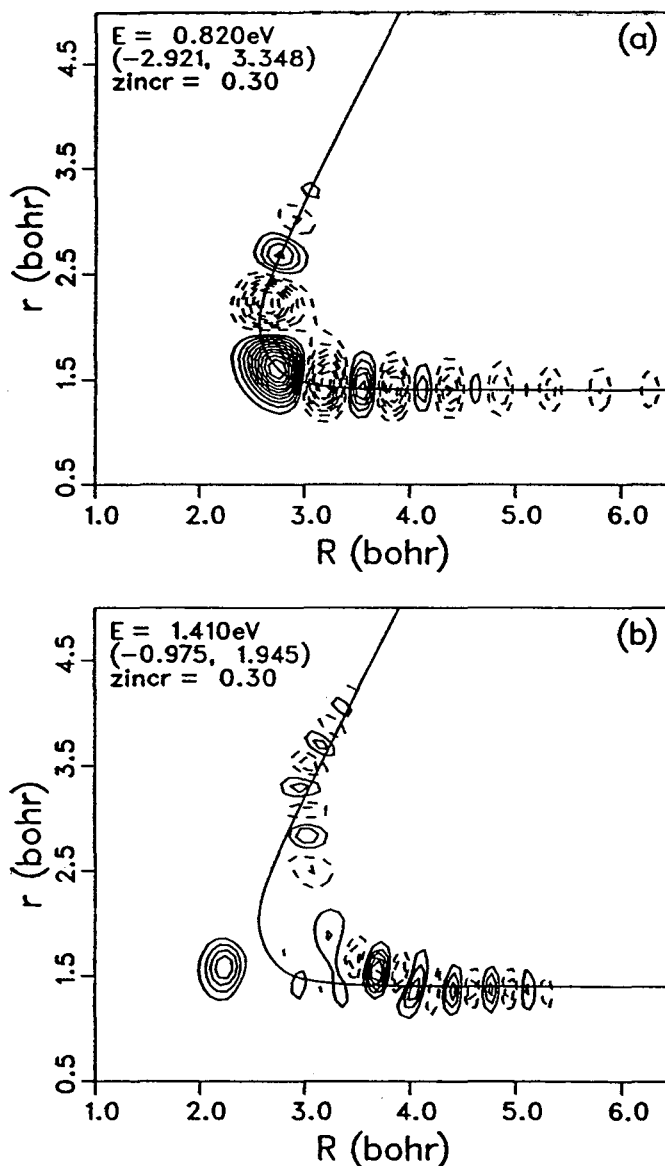 E = 0.820eV
(-2.921, 3.348)
zincr = 0.30
(a)
4.5
3.5
2.5
1.5
0.5
r (bohr)
1.0 2.0 3.0 4.0 5.0 6.0
R (bohr)
E = 1.410eV
(-0.975, 1.945)
zincr = 0.30
(b)
4.5
3.5
2.5
1.5
0.5
r (bohr)
1.0 2.0 3.0 4.0 5.0 6.0
R (bohr)